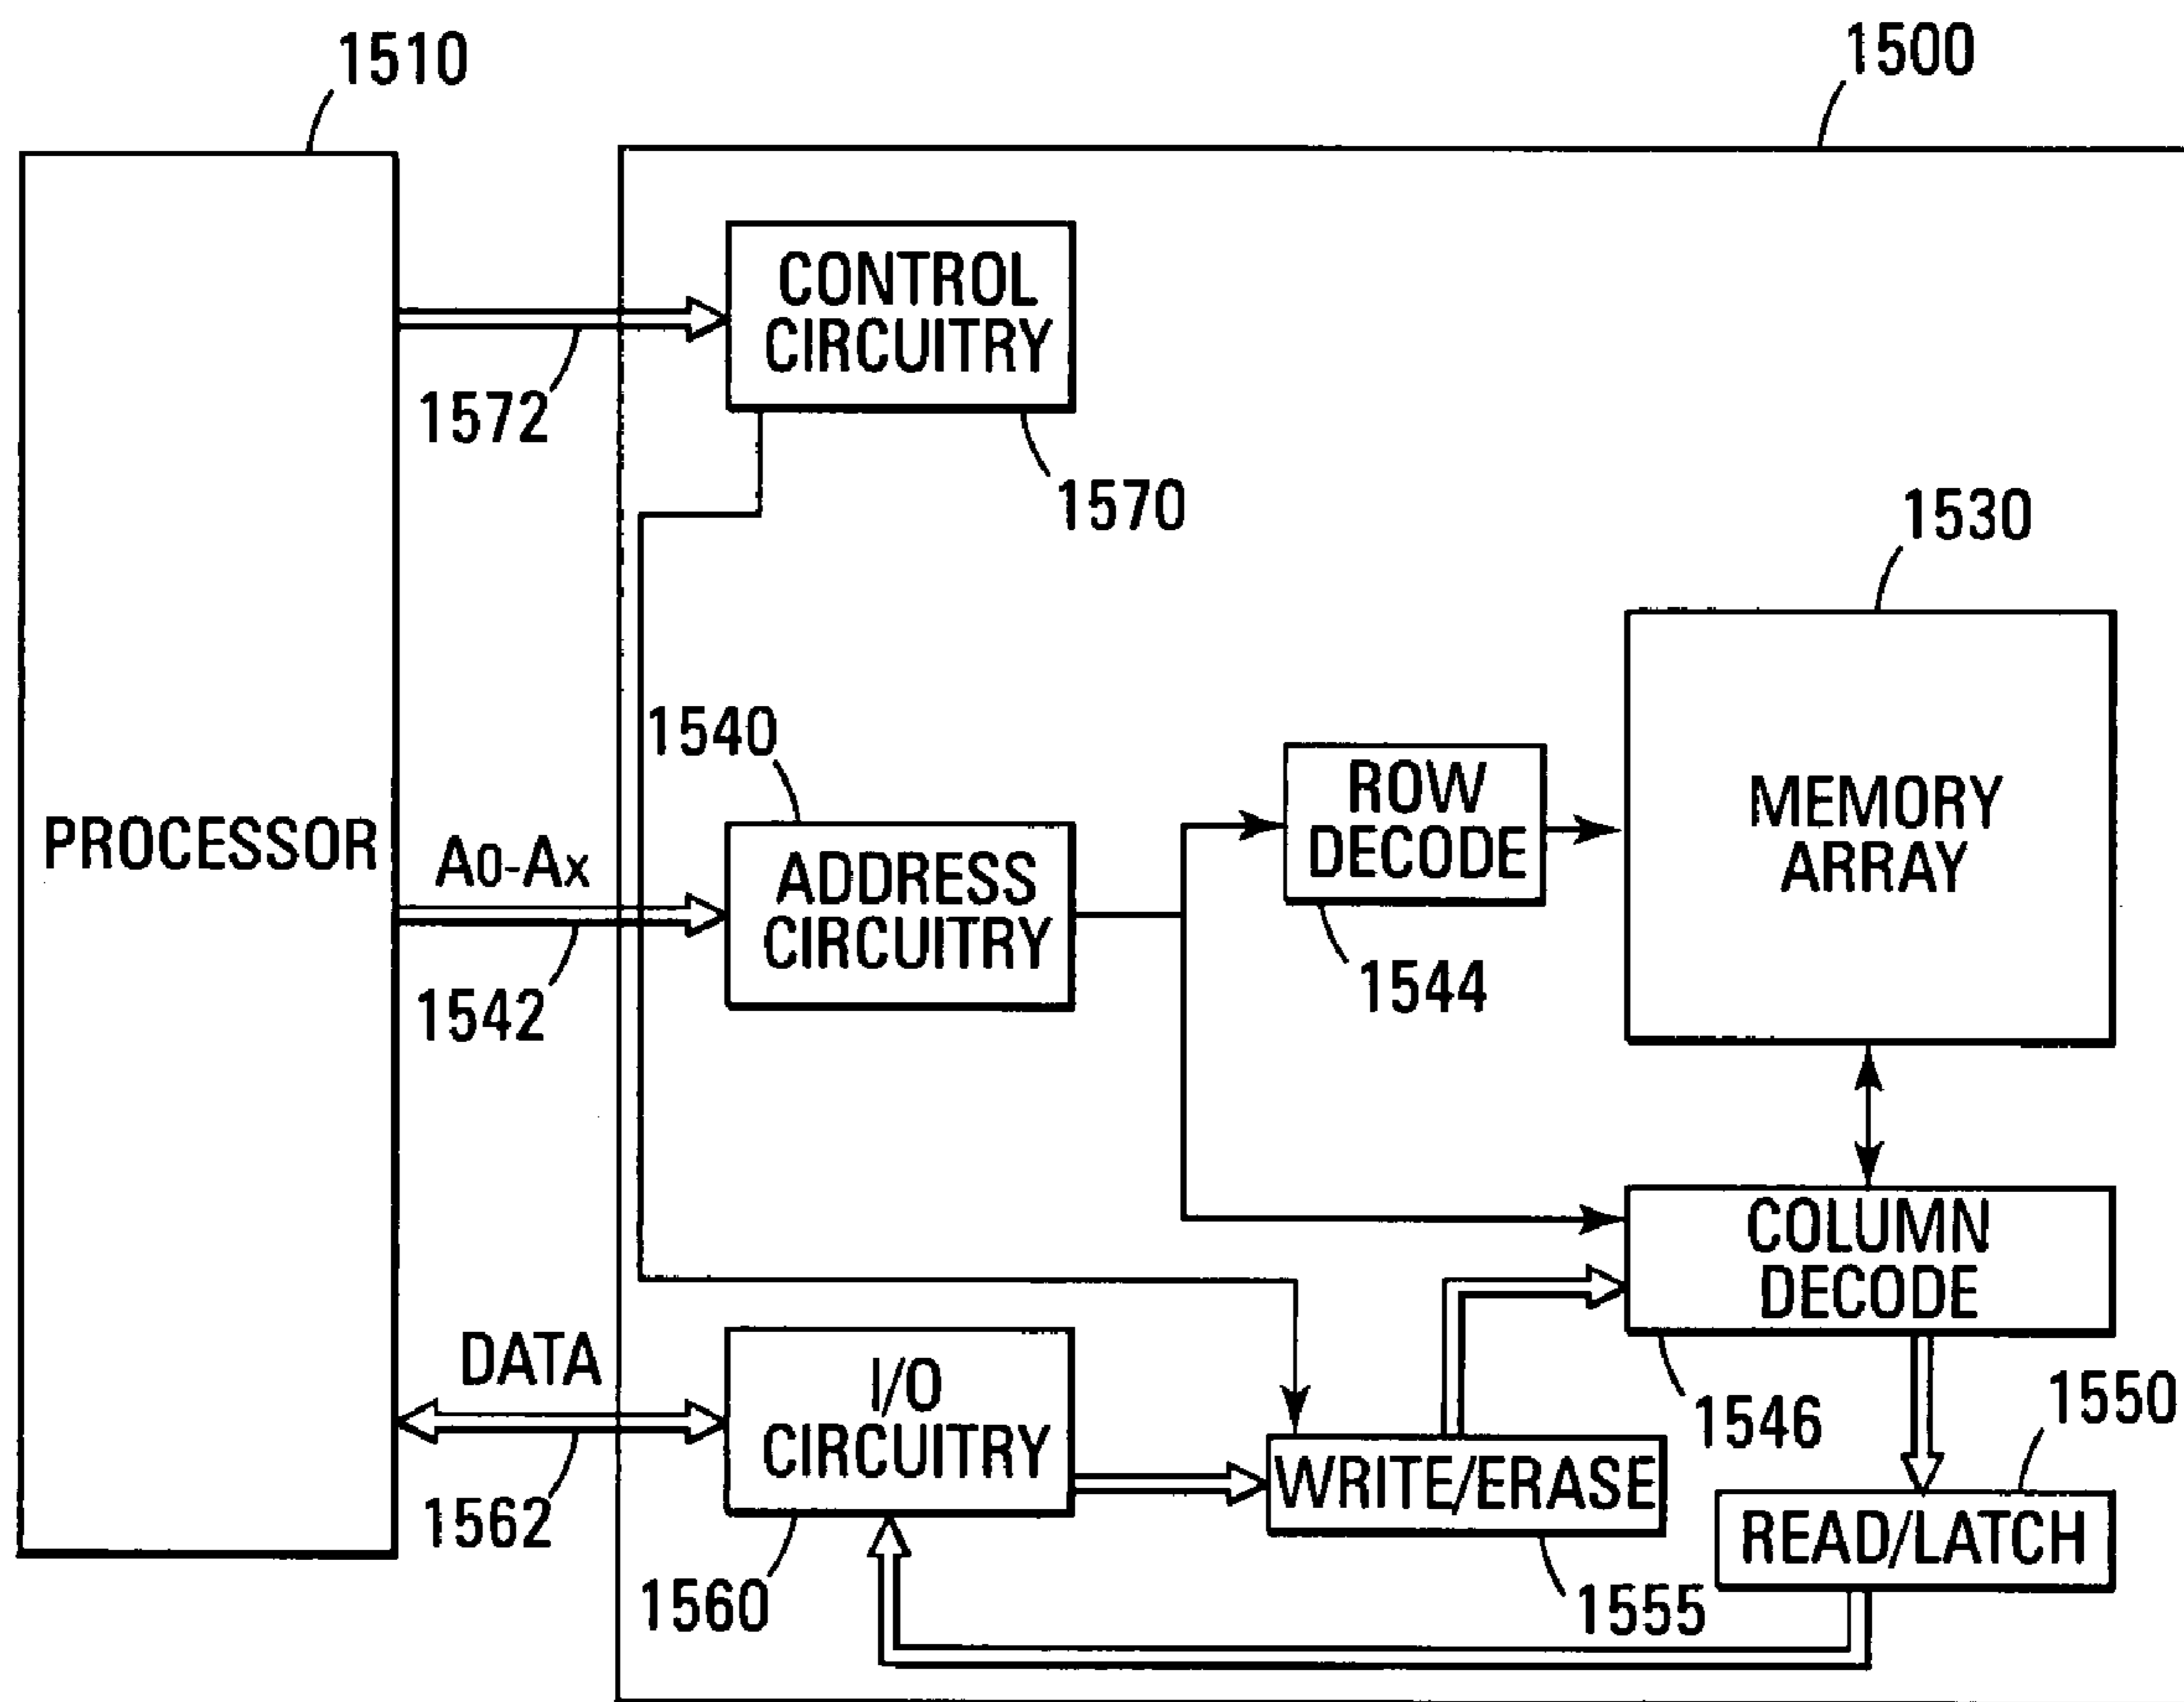 1510
1500
CONTROL
CIRCUITRY
1572
1570
1530
1540
ROW
DECODE
MEMORY
ARRAY
PROCESSOR
A0-Ax
ADDRESS
CIRCUITRY
1544
1542
COLUMN
DECODE
DATA
I/O
CIRCUITRY
1546
1550
WRITE/ERASE
1562
READ/LATCH
1560
1555